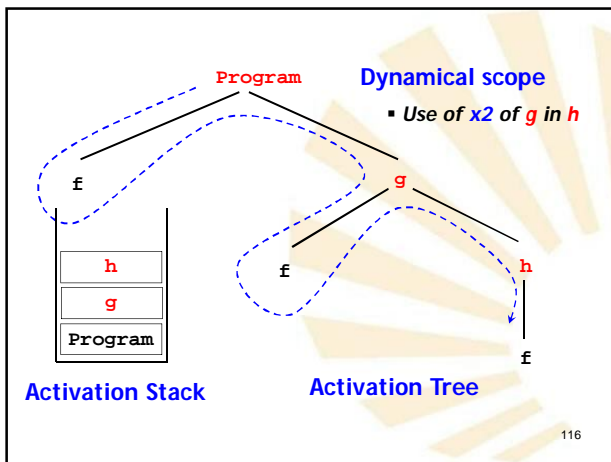 Program
Dynamical scope
▪ Use of x2 of g in h
f
g
f
h
h
g
Program
f
Activation Stack
Activation Tree
116